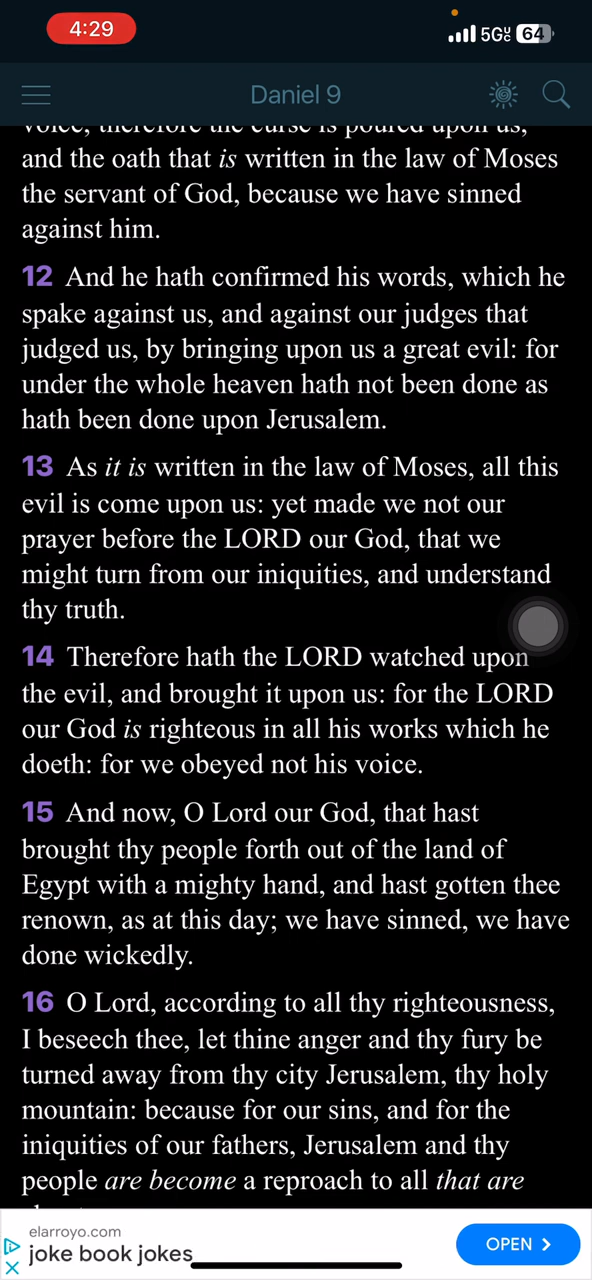 4:29
5G
64
Daniel 9
voice, therefore the curse is poured upon us,
and the oath that is written in the law of Moses
the servant of God, because we have sinned
against him.
12 And he hath confirmed his words, which he
spake against us, and against our judges that
judged us, by bringing upon us a great evil: for
under the whole heaven hath not been done as
hath been done upon Jerusalem.
13 As it is written in the law of Moses, all this
evil is come upon us: yet made we not our
prayer before the LORD our God, that we
might turn from our iniquities, and understand
thy truth.
14 Therefore hath the LORD watched upon
the evil, and brought it upon us: for the LORD
our God is righteous in all his works which he
doeth: for we obeyed not his voice.
15 And now, O Lord our God, that hast
brought thy people forth out of the land of
Egypt with a mighty hand, and hast gotten thee
renown, as at this day; we have sinned, we have
done wickedly.
16 O Lord, according to all thy righteousness,
I beseech thee, let thine anger and thy fury be
turned away from thy city Jerusalem, thy holy
mountain: because for our sins, and for the
iniquities of our fathers, Jerusalem and thy
people are become a reproach to all that are
elarroyo.com
joke book jokes
OPEN